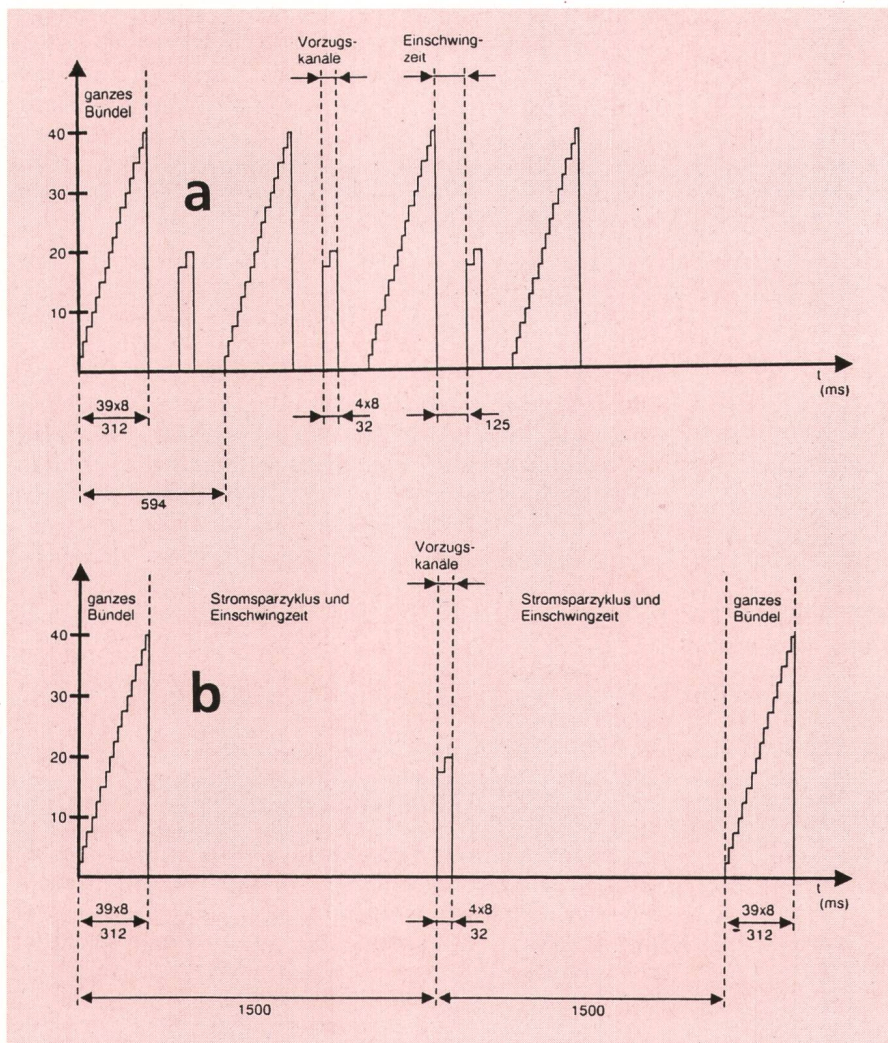 Vorzugs-
kanäle
Einschwing-
zeit
ganzes
Bündel
40
30
a
20
10
t
(ms)
39x8
312
4x8
32
125
594
Vorzugs-
kanäle
ganzes
Bündel
Stromsparzyklus und
Einschwingzeit
Stromsparzyklus und
Einschwingzeit
ganzes
Bündel
40
30
b
20
10
t
(ms)
39x8
312
4x8
32
39x8
312
1500
1500